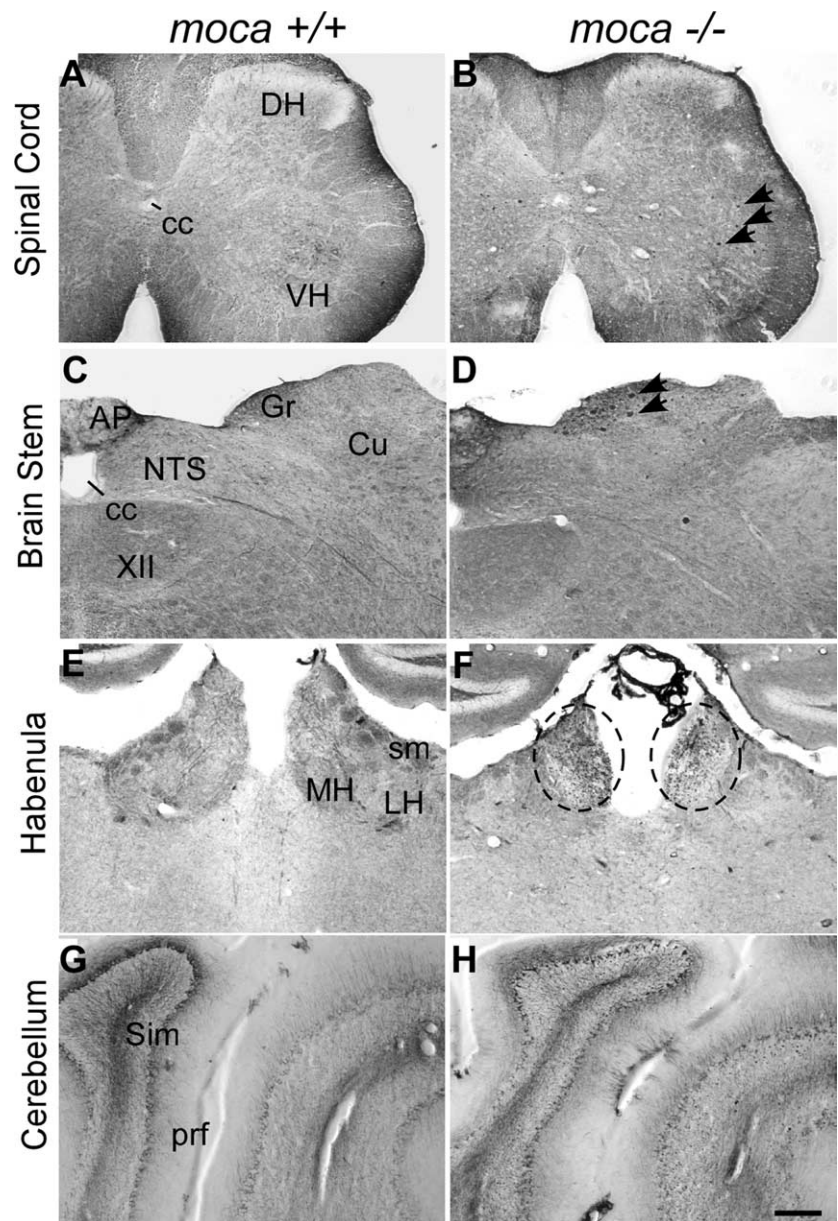 moca +/+ moca -/-
Spinal Cord
A
DH
cc
VH
B
Brain Stem
C
AP
Gr
Cu
NTS
cc
XII
D
Habenula
E
sm
MH
LH
F
Cerebellum
G
Sim
prf
H